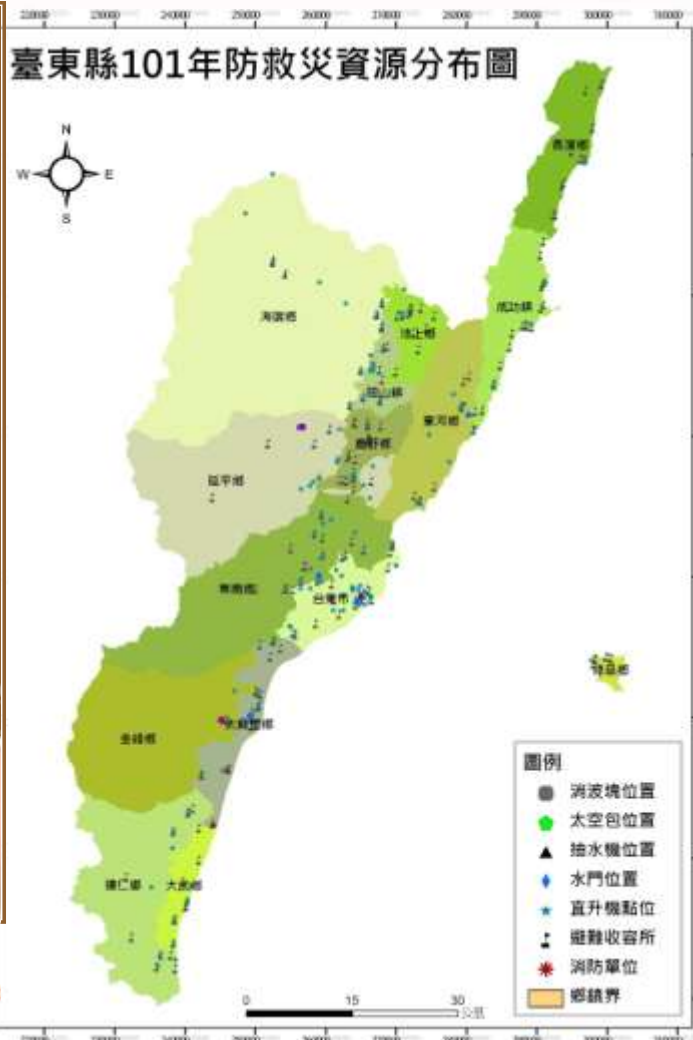 臺東縣101年防救災資源分布圖
N
W
E
S
長濱鄉
成功鎮
海端鄉
池上鄉
關山鎮
東河鄉
鹿野鄉
延平鄉
卑南鄉
台東市
綠島鄉
太麻里鄉
金峰鄉
達仁鄉
大武鄉
圖例
消波塊位置
太空包位置
抽水機位置
水門位置
直升機點位
避難收容所
消防單位
鄉鎮界
0 15 30
公里